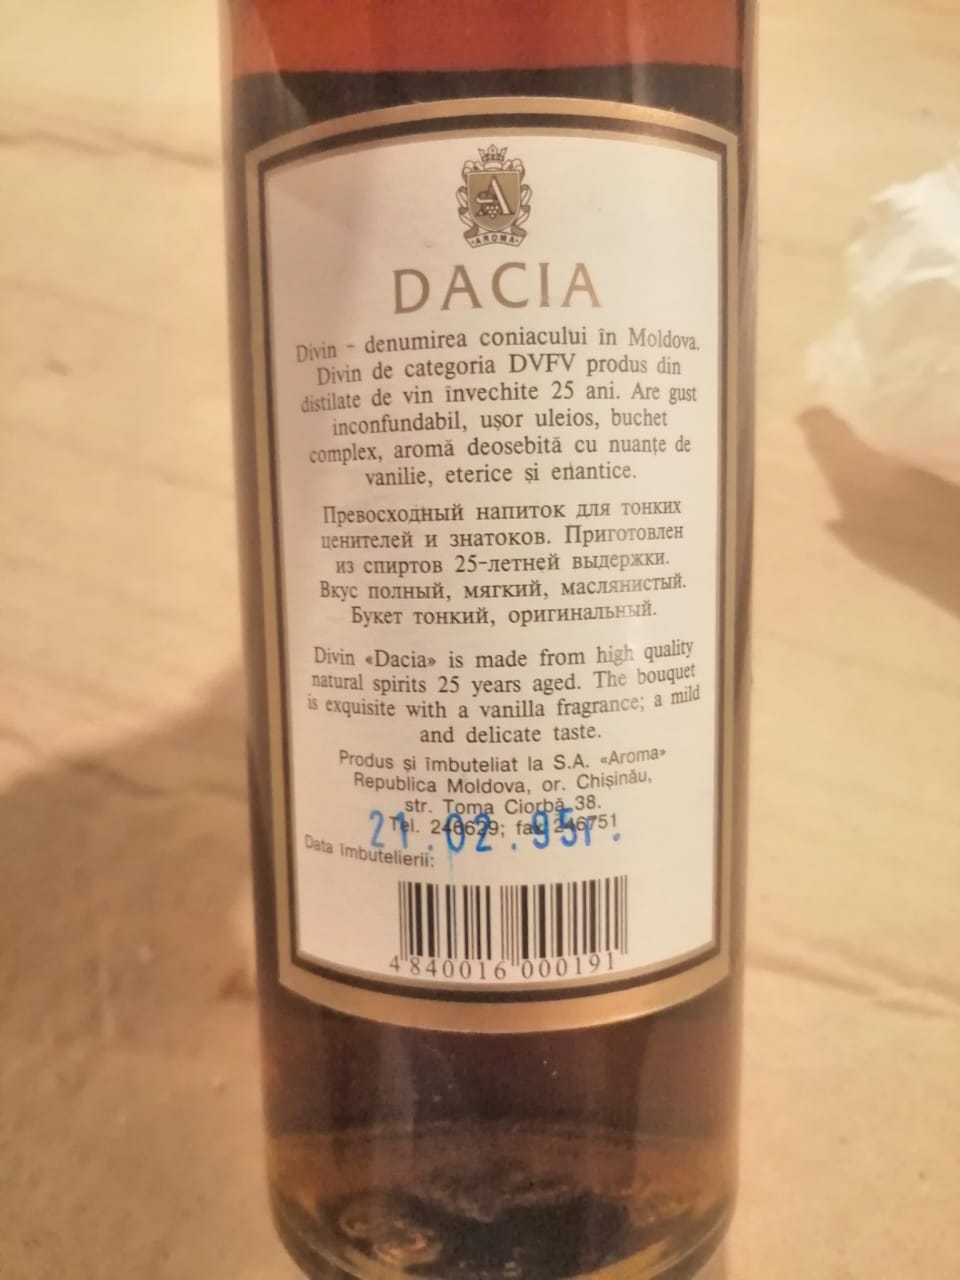 A
AROMA
DACIA
Divin - denumirea coniacului în Moldova.
Divin de categoria DVFV produs din
distilate de vin învechite 25 ani. Are gust
inconfundabil, ușor uleios, buchet
complex, aromă deosebită cu nuanțe de
vanilie, eterice și enantice.
Превосходный напиток для тонких
ценителей и знатоков. Приготовлен
из спиртов 25-летней выдержки.
Вкус полный, мягкий, маслянистый.
Букет тонкий, оригинальный.
Divin «Dacia» is made from high quality
natural spirits 25 years aged. The bouquet
is exquisite with a vanilla fragrance; a mild
and delicate taste.
Produs și îmbuteliat la S.A. «Aroma»
Republica Moldova, or. Chișinău,
str. Toma Ciorbă 38.
Tel. 246629; fax 246751
21.02.95г.
Data îmbutelierii:
4 840016 000191